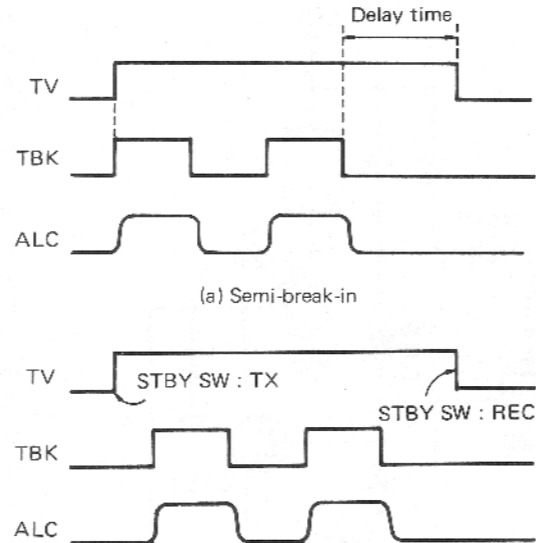 Delay time
TV
TBK
ALC
(a) Semi-break-in
TV
STBY SW : TX
STBY SW : REC
TBK
ALC